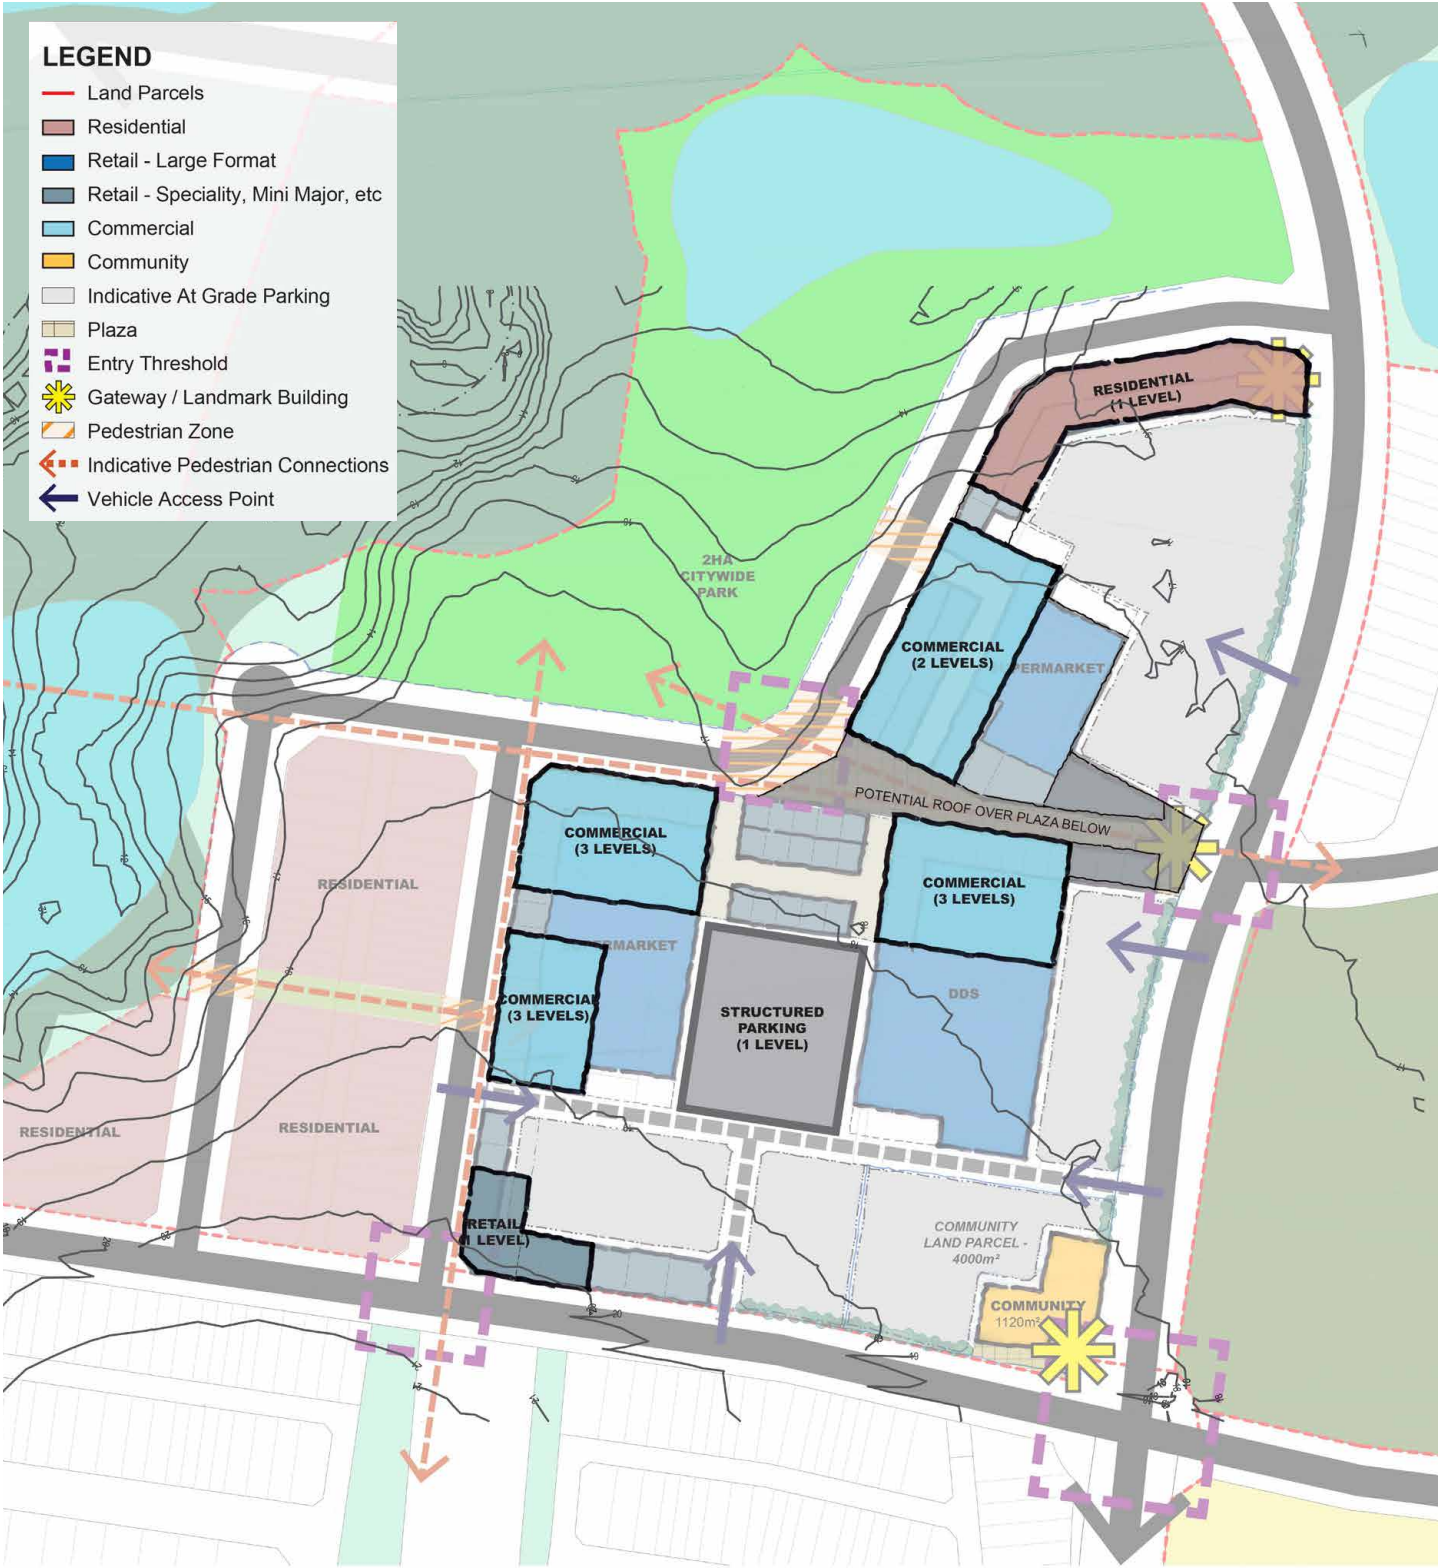 LEGEND
Land Parcels
Residential
Retail - Large Format
Retail - Speciality, Mini Major, etc
Commercial
Community
Indicative At Grade Parking
Plaza
Entry Threshold
Gateway / Landmark Building
Pedestrian Zone
Indicative Pedestrian Connections
Vehicle Access Point
RESIDENTIAL
(1 LEVEL)
2HA
CITYWIDE
PARK
COMMERCIAL
(2 LEVELS)
PERMARKET
POTENTIAL ROOF OVER PLAZA BELOW
COMMERCIAL
(3 LEVELS)
COMMERCIAL
(3 LEVELS)
RESIDENTIAL
RMARKET
COMMERCIAL
(3 LEVELS)
DDS
STRUCTURED
PARKING
(1 LEVEL)
RESIDENTIAL
RESIDENTIAL
RETAIL
1 LEVEL)
COMMUNITY
LAND PARCEL -
4000m²
COMMUNITY
1120m²
20